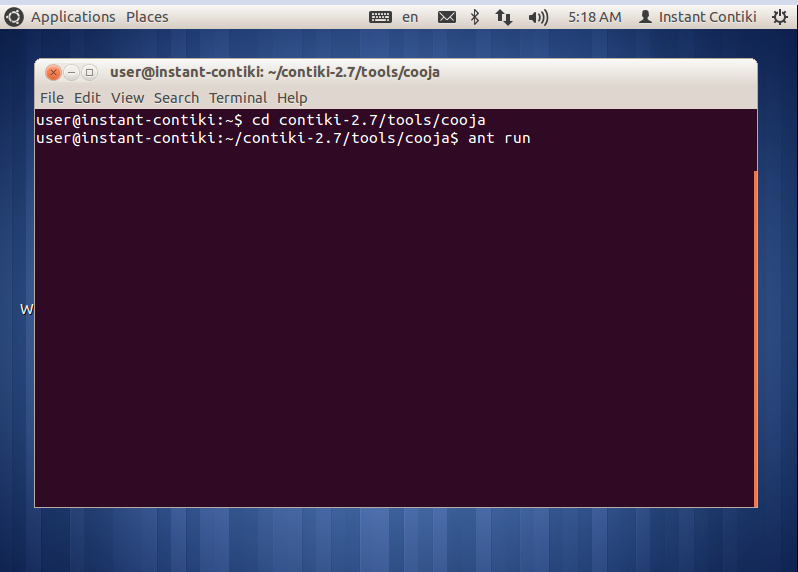 Applications Places en 5:18 AM Instant Contiki
user@instant-contiki: ~/contiki-2.7/tools/cooja
File Edit View Search Terminal Help
user@instant-contiki:~$ cd contiki-2.7/tools/cooja
user@instant-contiki:~/contiki-2.7/tools/cooja$ ant run
W